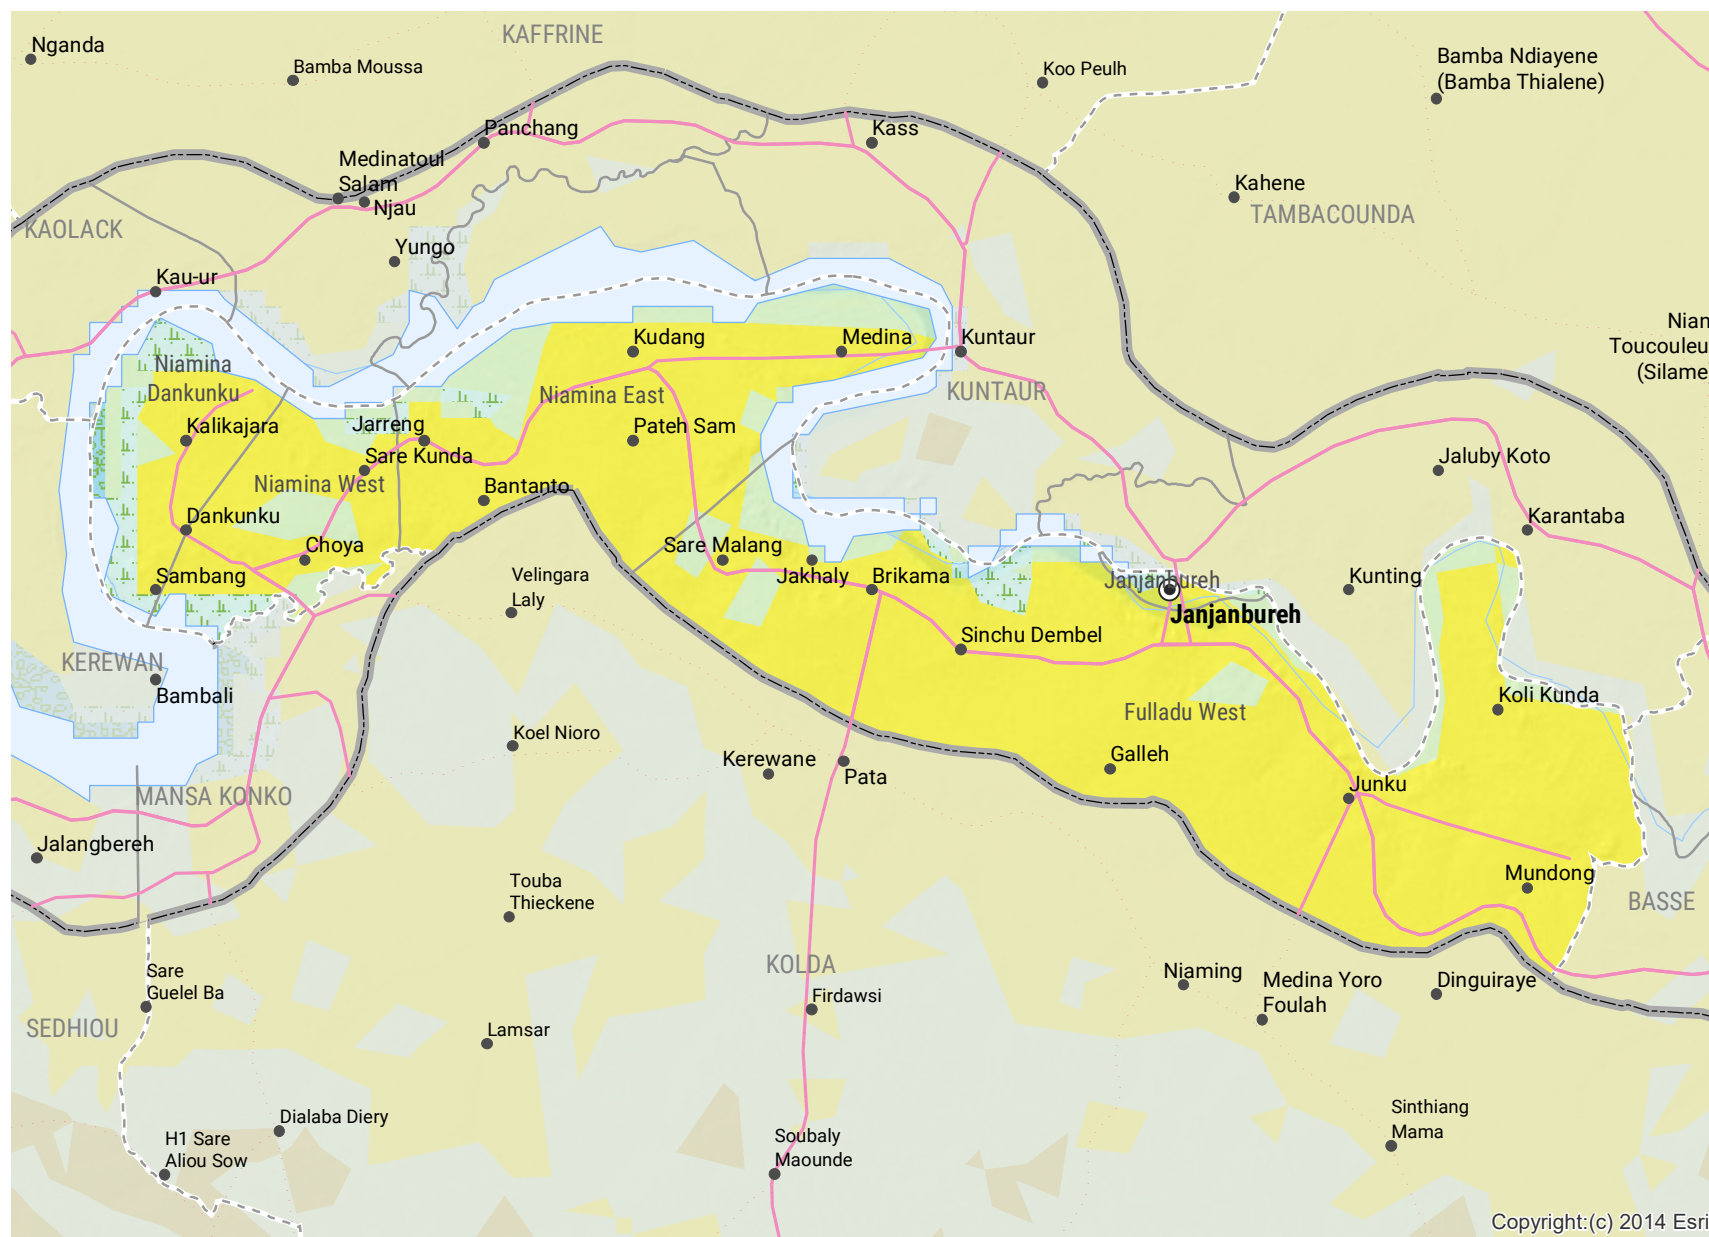 KAFFRINE
Nganda
Bamba Moussa
Koo Peulh
Bamba Ndiayene
(Bamba Thialene)
Panchang
Kass
Medinatoul
Salam
Njau
Kahene
TAMBACOUNDA
KAOLACK
Yungo
Kau-ur
Nian
Toucouleu
(Silame
Kudang
Medina
Kuntaur
Niamina
Dankunku
Niamina East
KUNTAUR
Kalikajara
Jarreng
Pateh Sam
Sare Kunda
Jaluby Koto
Niamina West
Bantanto
Dankunku
Karantaba
Choya
Sare Malang
Jakhaly
Brikama
Sambang
Velingara
Laly
Janjanbureh
Janjanbureh
Kunting
Sinchu Dembel
KEREWAN
Bambali
Koli Kunda
Fulladu West
Koel Nioro
Kerewane
Pata
Galleh
Junku
MANSA KONKO
Jalangbereh
Touba
Thieckene
Mundong
BASSE
KOLDA
Sare
Guelel Ba
Niaming
Medina Yoro
Foulah
Dinguiraye
Firdawsi
SEDHIOU
Lamsar
Dialaba Diery
H1 Sare
Aliou Sow
Soubaly
Maounde
Sinthiang
Mama
Copyright:(c) 2014 Esri